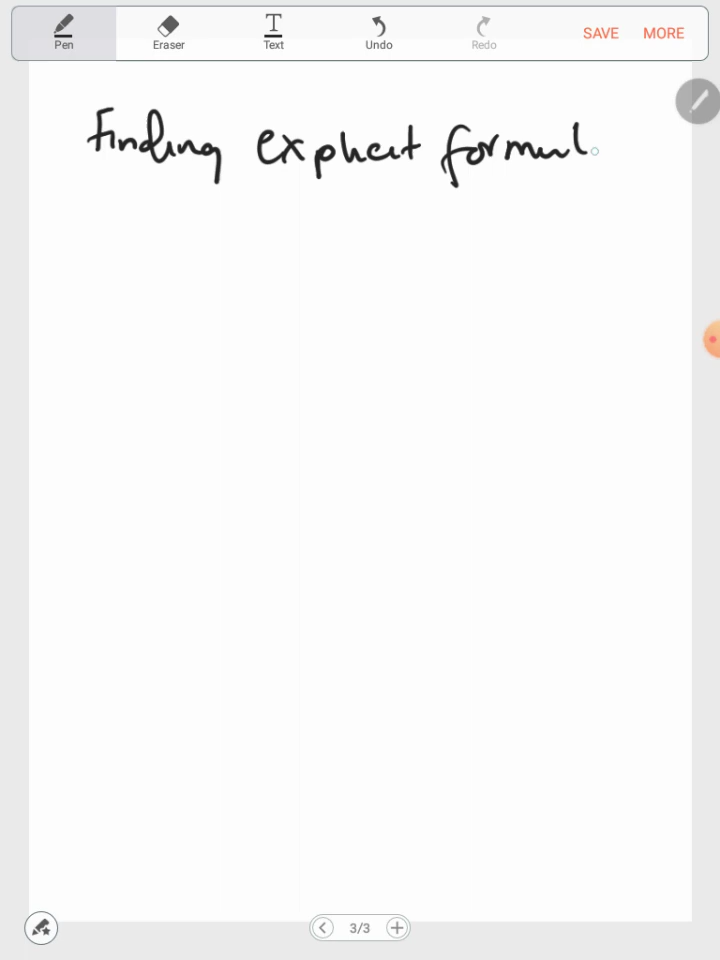 Pen Eraser Text Undo Redo SAVE MORE
Finding explicit formul
3/3